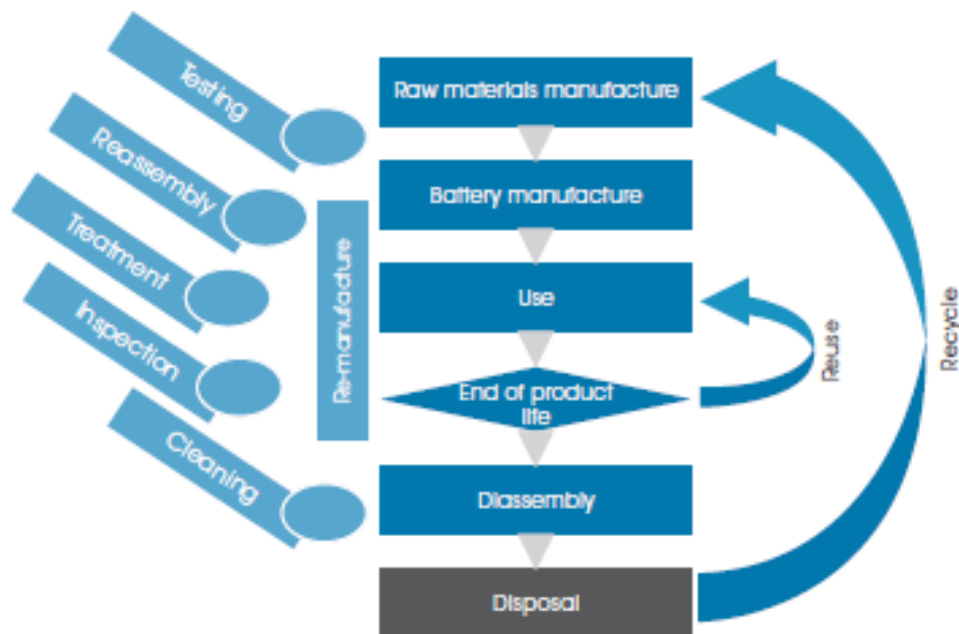 Testing
Reassembly
Treatment
Inspection
Cleaning
Re-manufacture
Raw materials manufacture
Battery manufacture
Use
End of product
life
Diassembly
Disposal
Reuse
Recycle